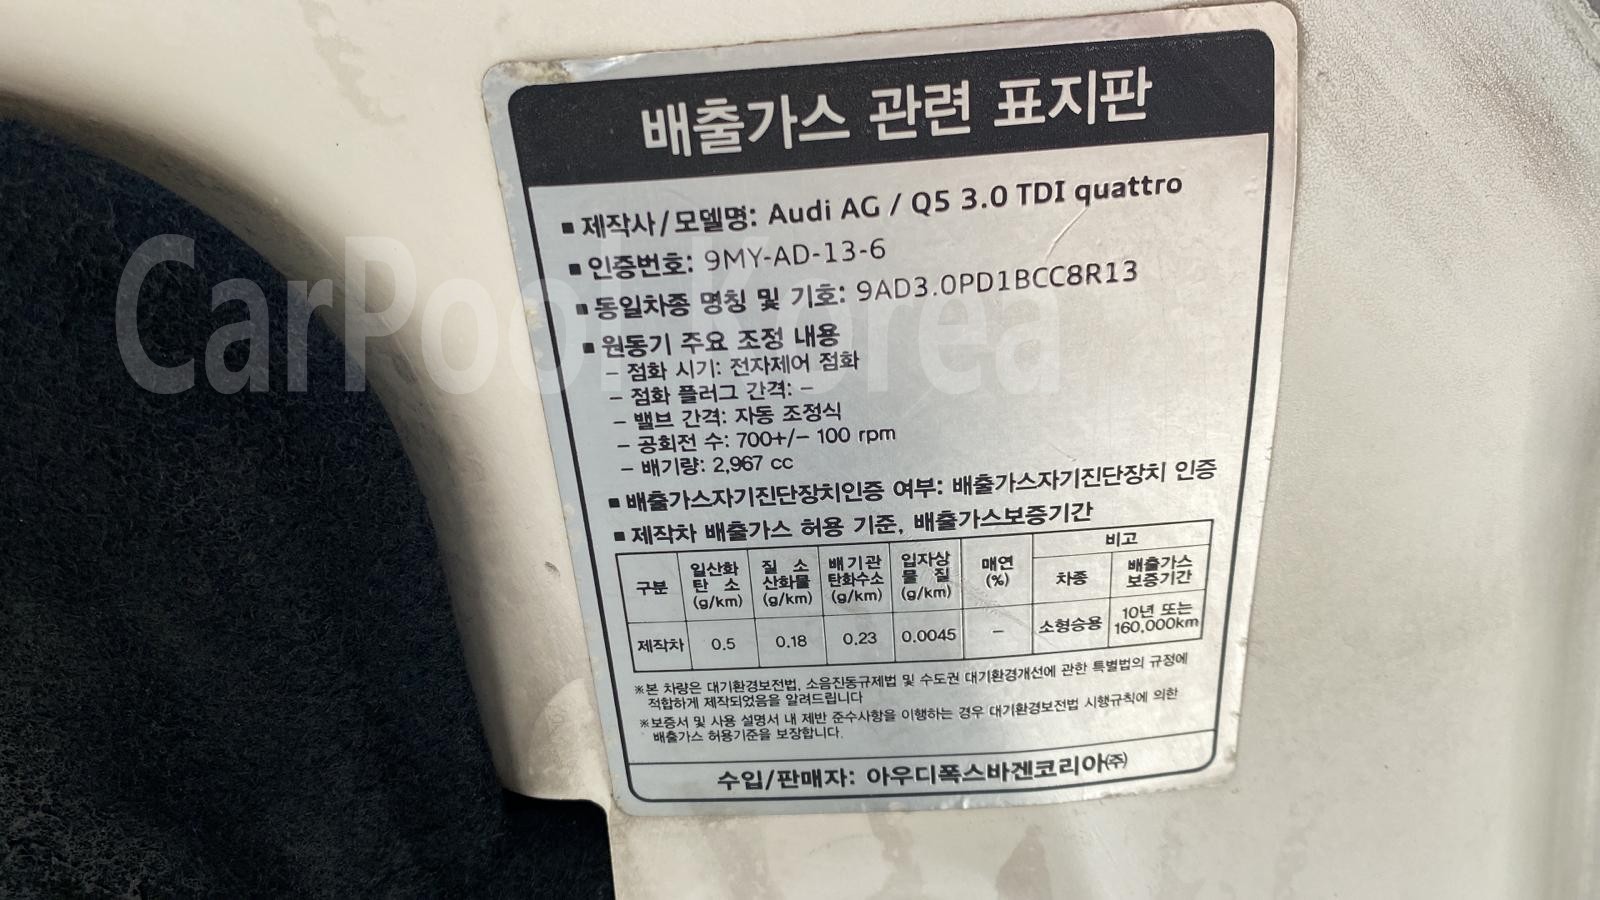 배출가스 관련 표지판
■ 제작사/모델명: Audi AG / Q5 3.0 TDI quattro
■ 인증번호: 9MY-AD-13-6
■ 동일차종 명칭 및 기호: 9AD3.0PD1BCC8R13
■ 원동기 주요 조정 내용
– 점화 시기: 전자제어 점화
– 점화 플러그 간격: –
– 밸브 간격: 자동 조정식
– 공회전 수: 700+/– 100 rpm
– 배기량: 2,967 cc
■ 배출가스자기진단장치인증 여부: 배출가스자기진단장치 인증
■ 제작차 배출가스 허용 기준, 배출가스보증기간
구분 일산화탄소 (g/km) 질소산화물 (g/km) 배기관탄화수소 (g/km) 입자상물질 (g/km) 매연 (%) 비고
차종 배출가스 보증기간
제작차 0.5 0.18 0.23 0.0045 – 소형승용 10년 또는 160,000km
※본 차량은 대기환경보전법, 소음진동규제법 및 수도권 대기환경개선에 관한 특별법의 규정에
적합하게 제작되었음을 알려드립니다
※보증서 및 사용 설명서 내 제반 준수사항을 이행하는 경우 대기환경보전법 시행규칙에 의한
배출가스 허용기준을 보장합니다.
수입/판매자: 아우디폭스바겐코리아㈜
CarPool Korea